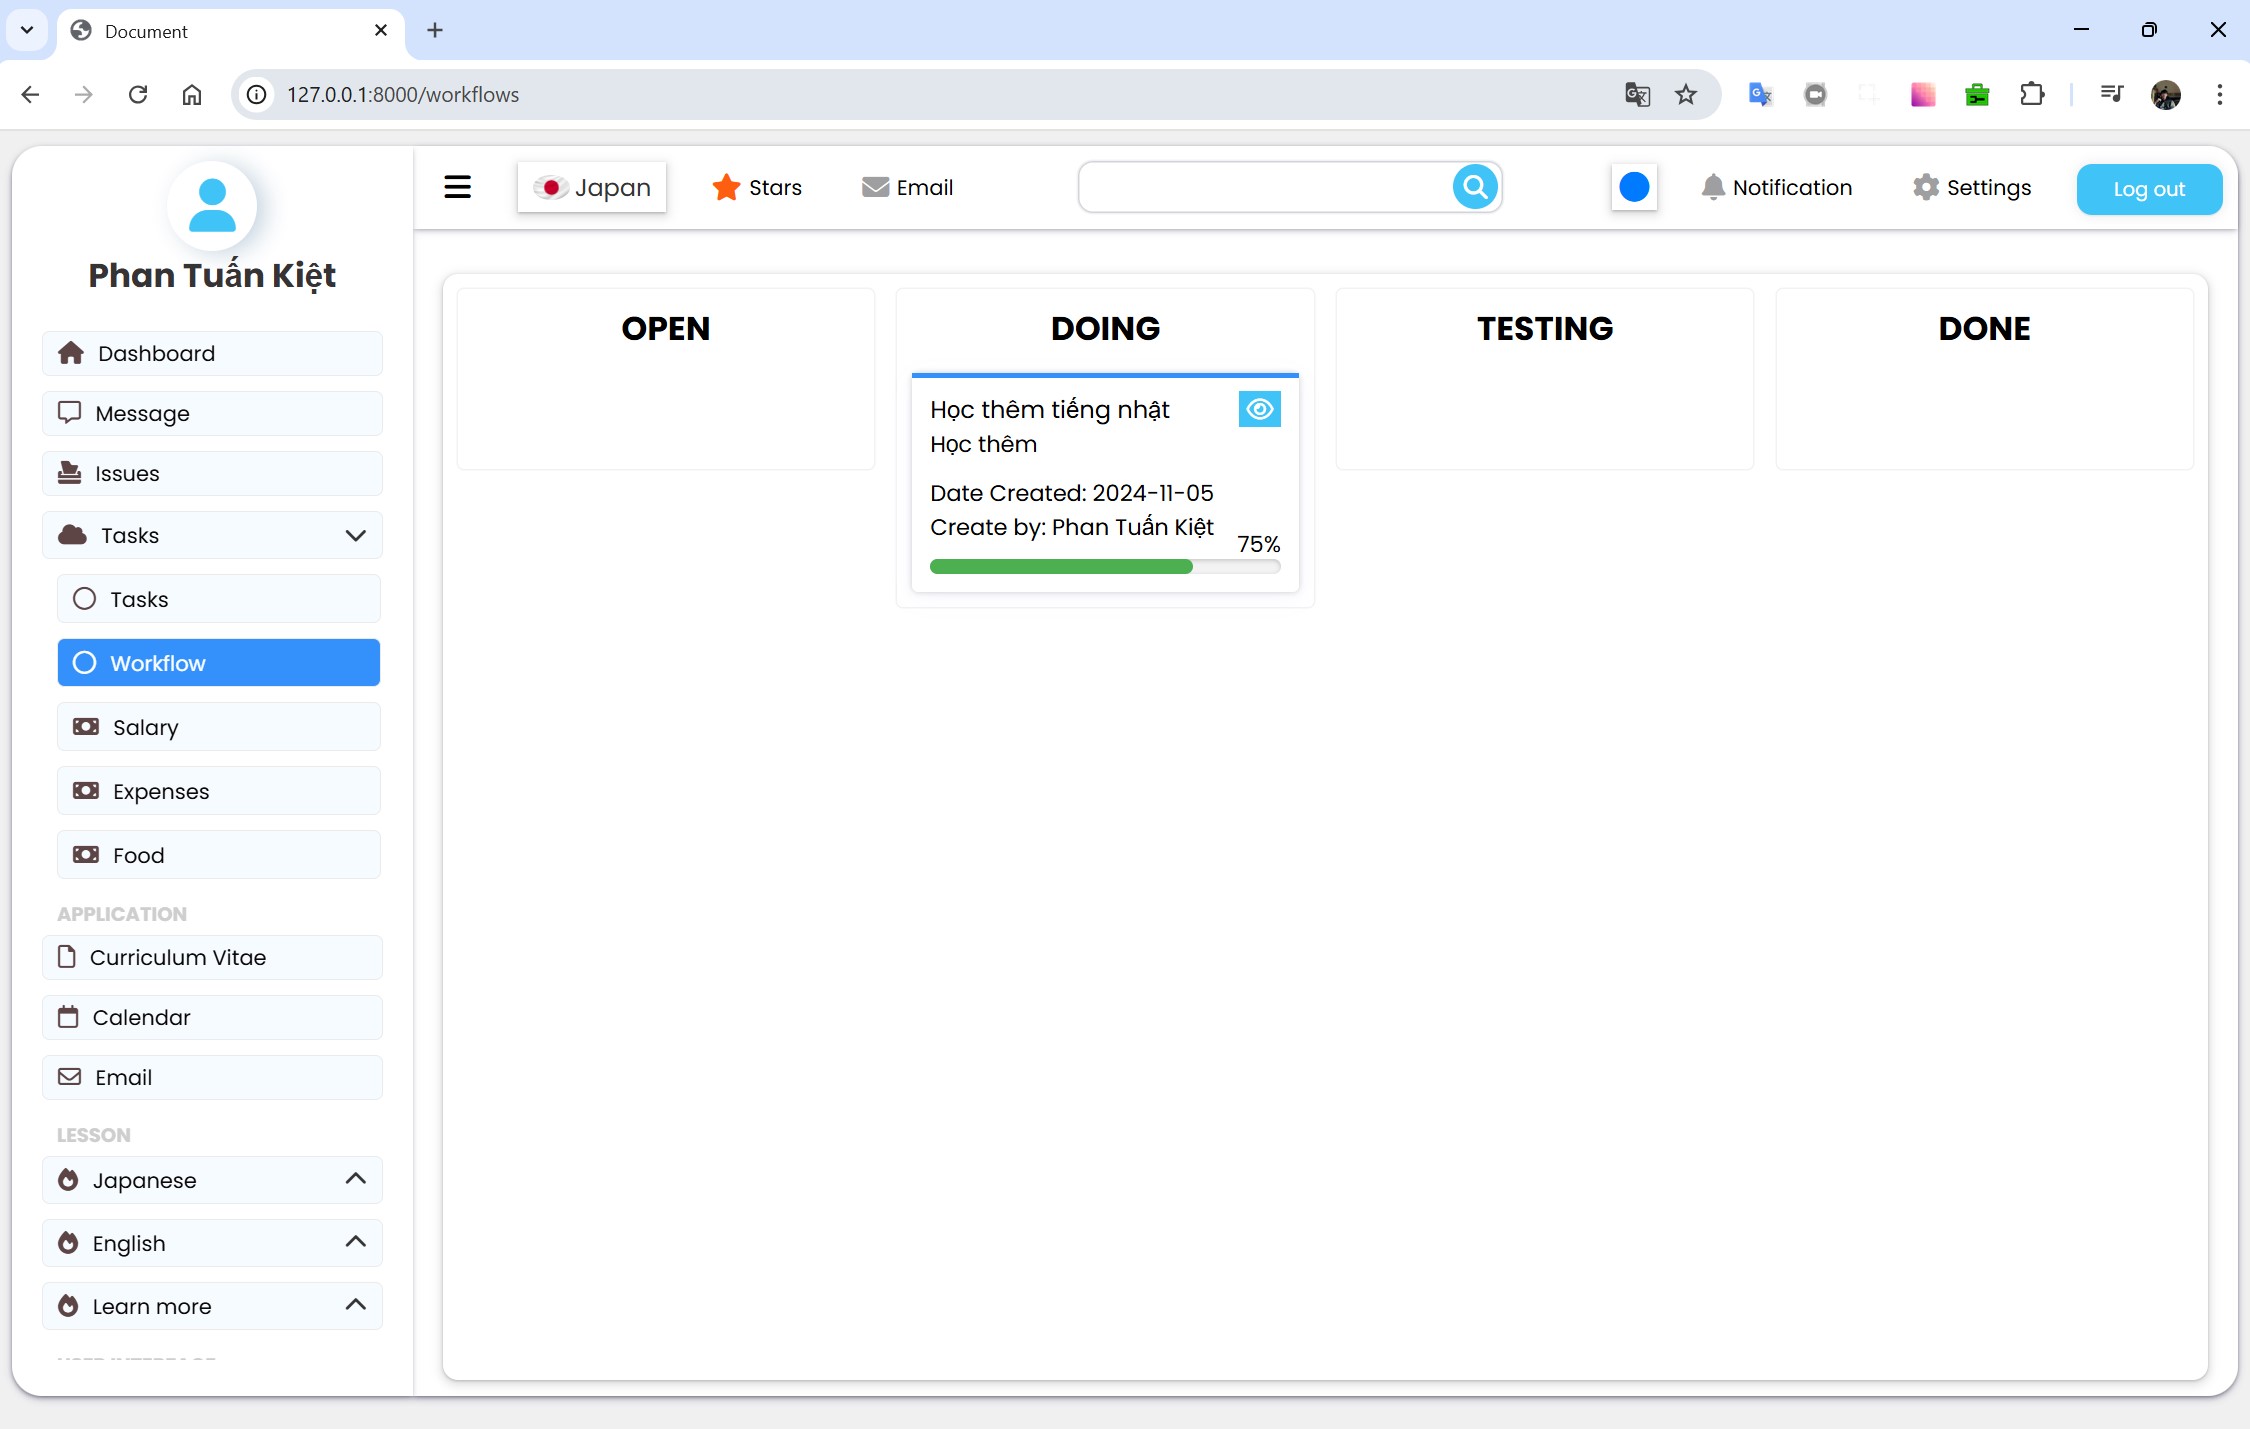 Document
127.0.0.1:8000/workflows
Phan Tuấn Kiệt
Dashboard
Message
Issues
Tasks
Tasks
Workflow
Salary
Expenses
Food
APPLICATION
Curriculum Vitae
Calendar
Email
LESSON
Japanese
English
Learn more
Japan
Stars
Email
Notification
Settings
Log out
OPEN
DOING
Học thêm tiếng nhật
Học thêm
Date Created: 2024-11-05
Create by: Phan Tuấn Kiệt
75%
TESTING
DONE